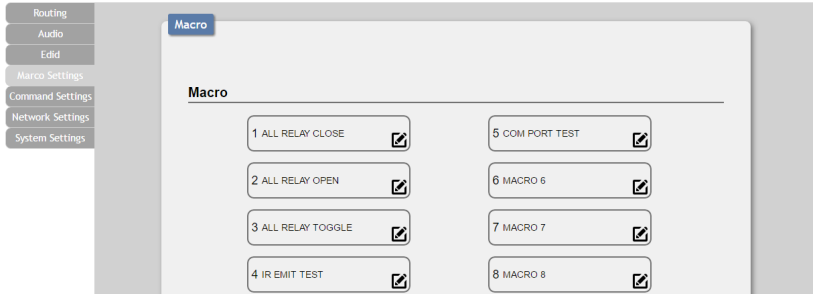 Routing
Audio
Edid
Marco Settings
Command Settings
Network Settings
System Settings
Macro
Macro
1 ALL RELAY CLOSE
2 ALL RELAY OPEN
3 ALL RELAY TOGGLE
4 IR EMIT TEST
5 COM PORT TEST
6 MACRO 6
7 MACRO 7
8 MACRO 8